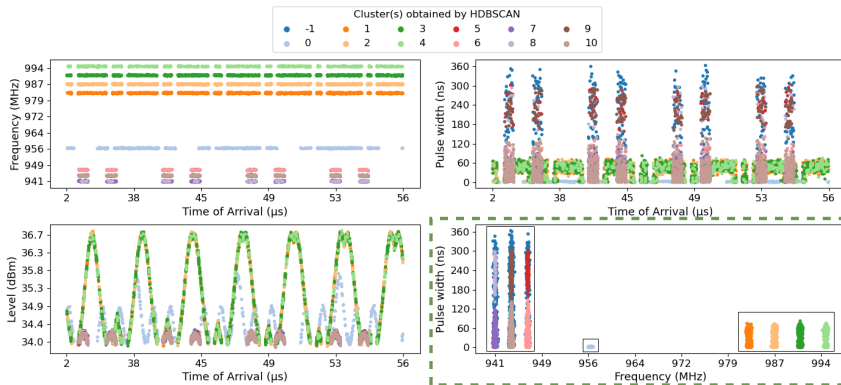 Cluster(s) obtained by HDBSCAN
-1 1 3 5 7 9
0 2 4 6 8 10
Frequency (MHz)
994
987
979
972
964
956
949
941
2 38 45 49 53 56
Time of Arrival (μs)
Pulse width (ns)
360
300
240
180
120
60
0
2 38 45 49 53 56
Time of Arrival (μs)
Level (dBm)
36.7
36.3
35.8
35.3
34.9
34.4
34.0
2 38 45 49 53 56
Time of Arrival (μs)
Pulse width (ns)
360
300
240
180
120
60
0
941 949 956 964 972 979 987 994
Frequency (MHz)